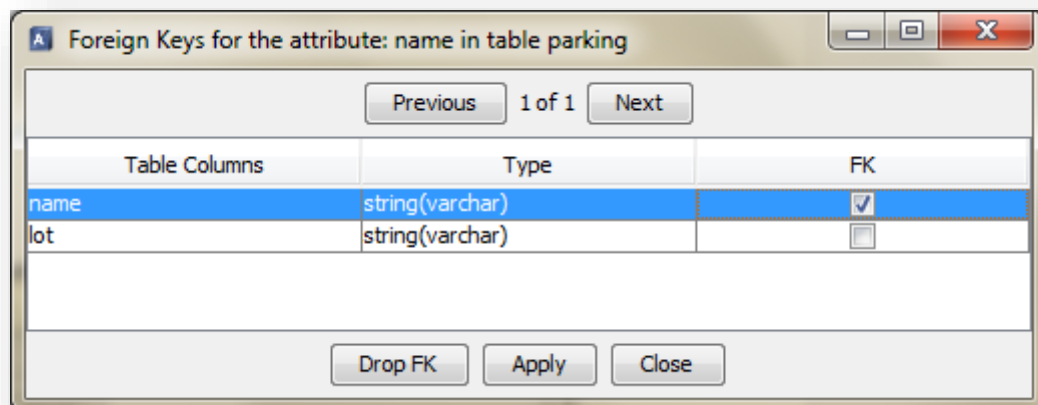 Foreign Keys for the attribute: name in table parking
Previous 1 of 1 Next
Table Columns Type FK
name string(varchar)
lot string(varchar)
Drop FK Apply Close